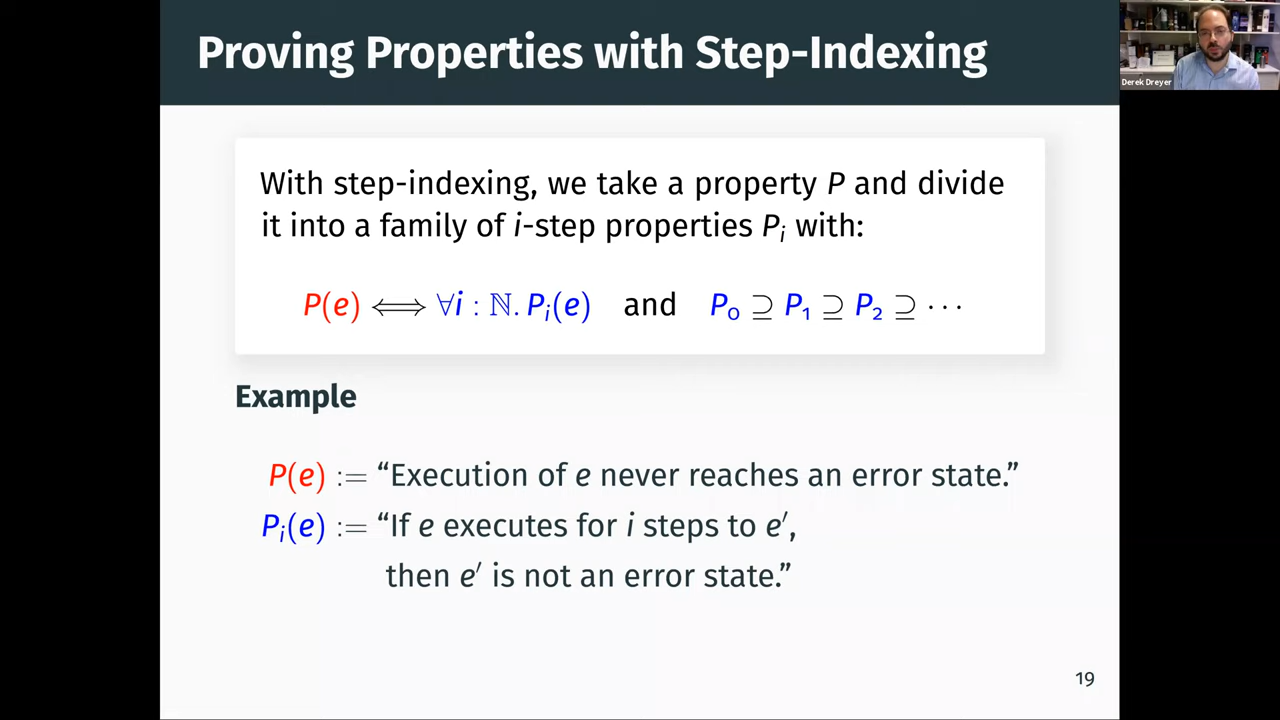 Proving Properties with Step-Indexing
Derek Dreyer
With step-indexing, we take a property P and divide
it into a family of i-step properties Pᵢ with:
P(e) ⟺ ∀i : ℕ. Pᵢ(e) and P₀ ⊇ P₁ ⊇ P₂ ⊇ ⋯
Example
P(e) := “Execution of e never reaches an error state.”
Pᵢ(e) := “If e executes for i steps to e′,
then e′ is not an error state.”
19